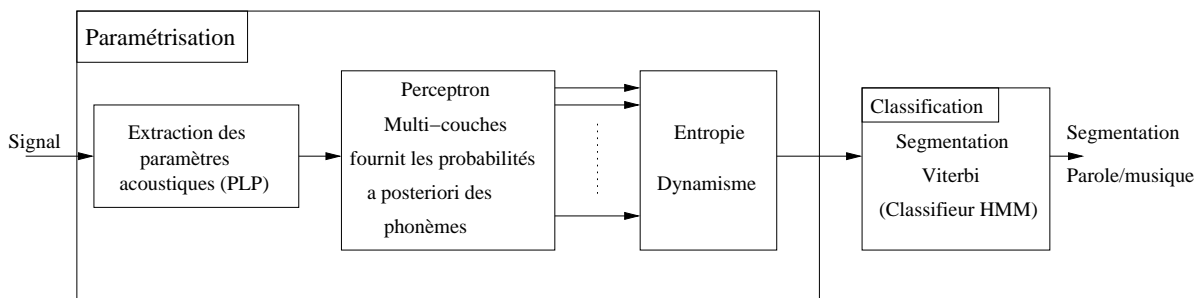 Paramétrisation
Signal
Extraction des
paramètres
acoustiques (PLP)
Perceptron
Multi−couches
fournit les probabilités
a posteriori des
phonèmes
Entropie
Dynamisme
Classification
Segmentation
Viterbi
(Classifieur HMM)
Segmentation
Parole/musique